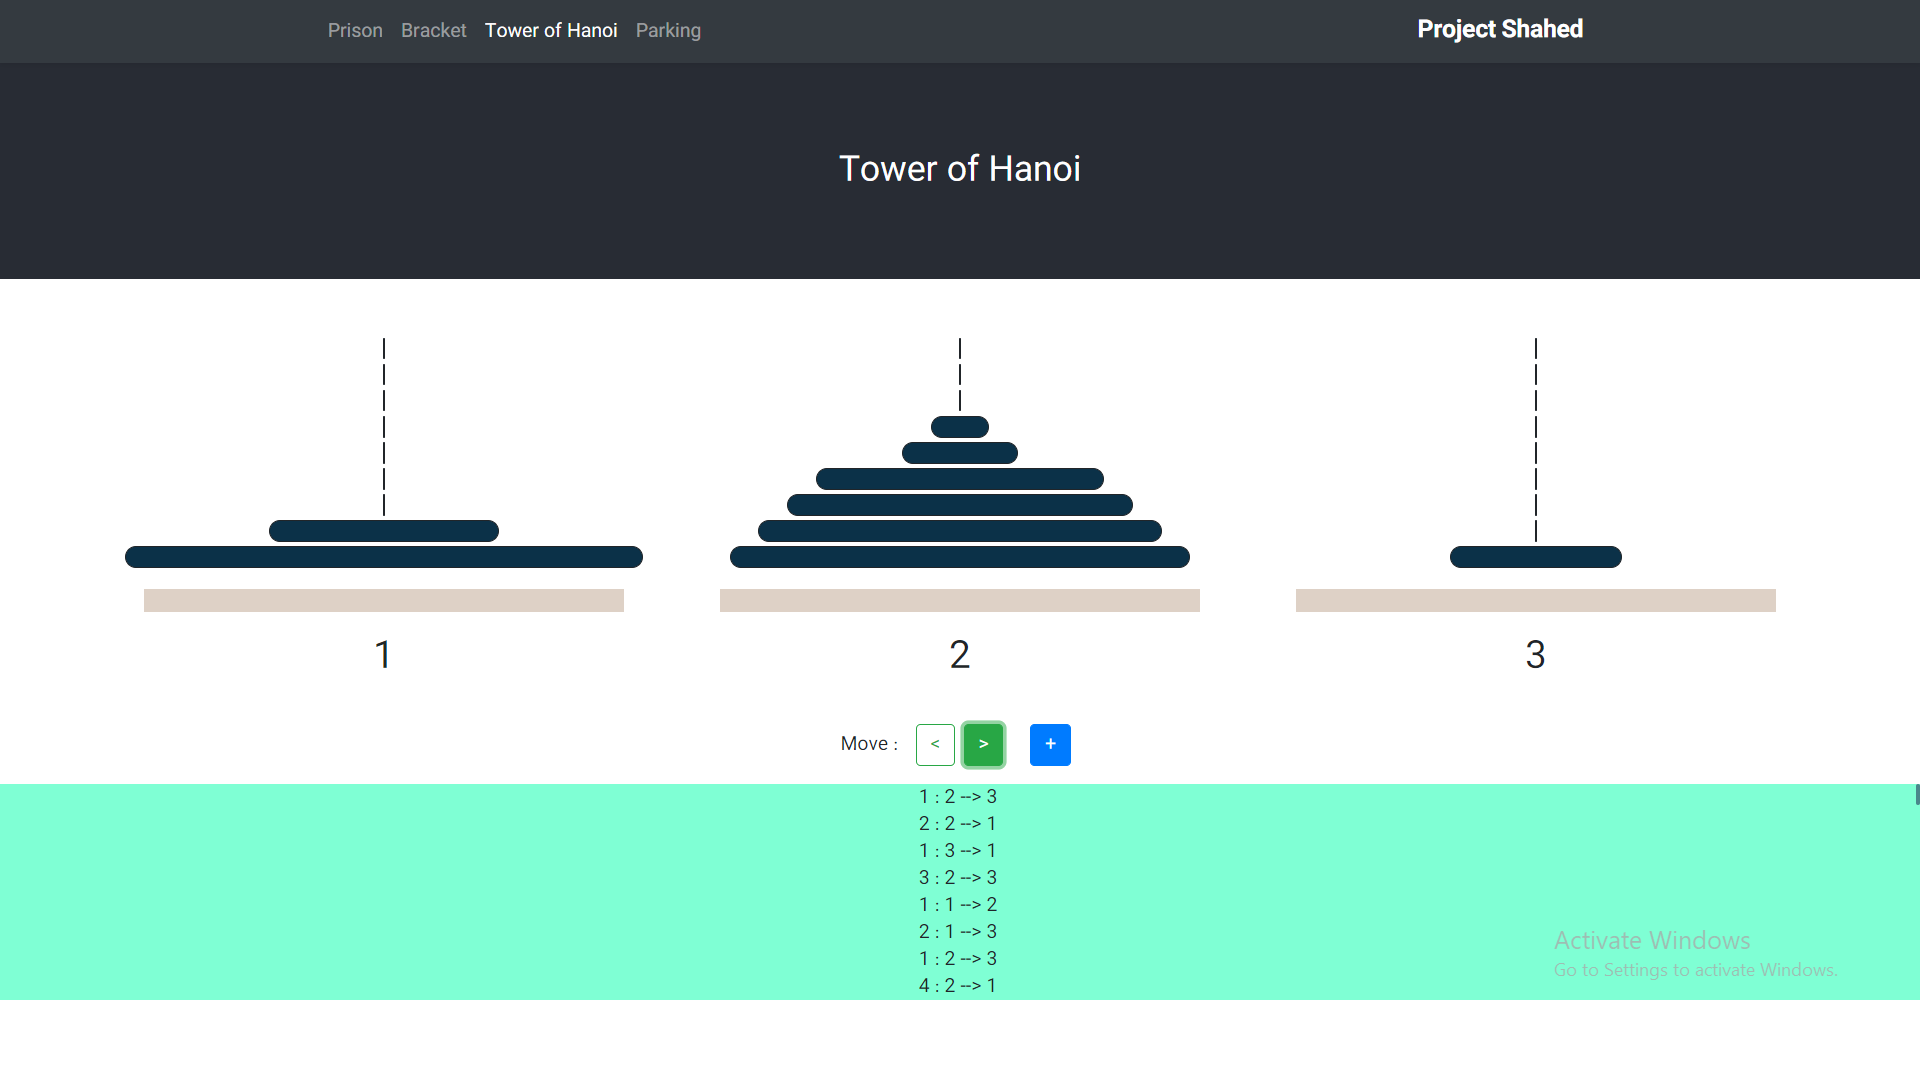 Prison Bracket Tower of Hanoi Parking Project Shahed
Tower of Hanoi
1 2 3
Move : < > +
1 : 2 --> 3
2 : 2 --> 1
1 : 3 --> 1
3 : 2 --> 3
1 : 1 --> 2
2 : 1 --> 3
1 : 2 --> 3
4 : 2 --> 1
Activate Windows
Go to Settings to activate Windows.